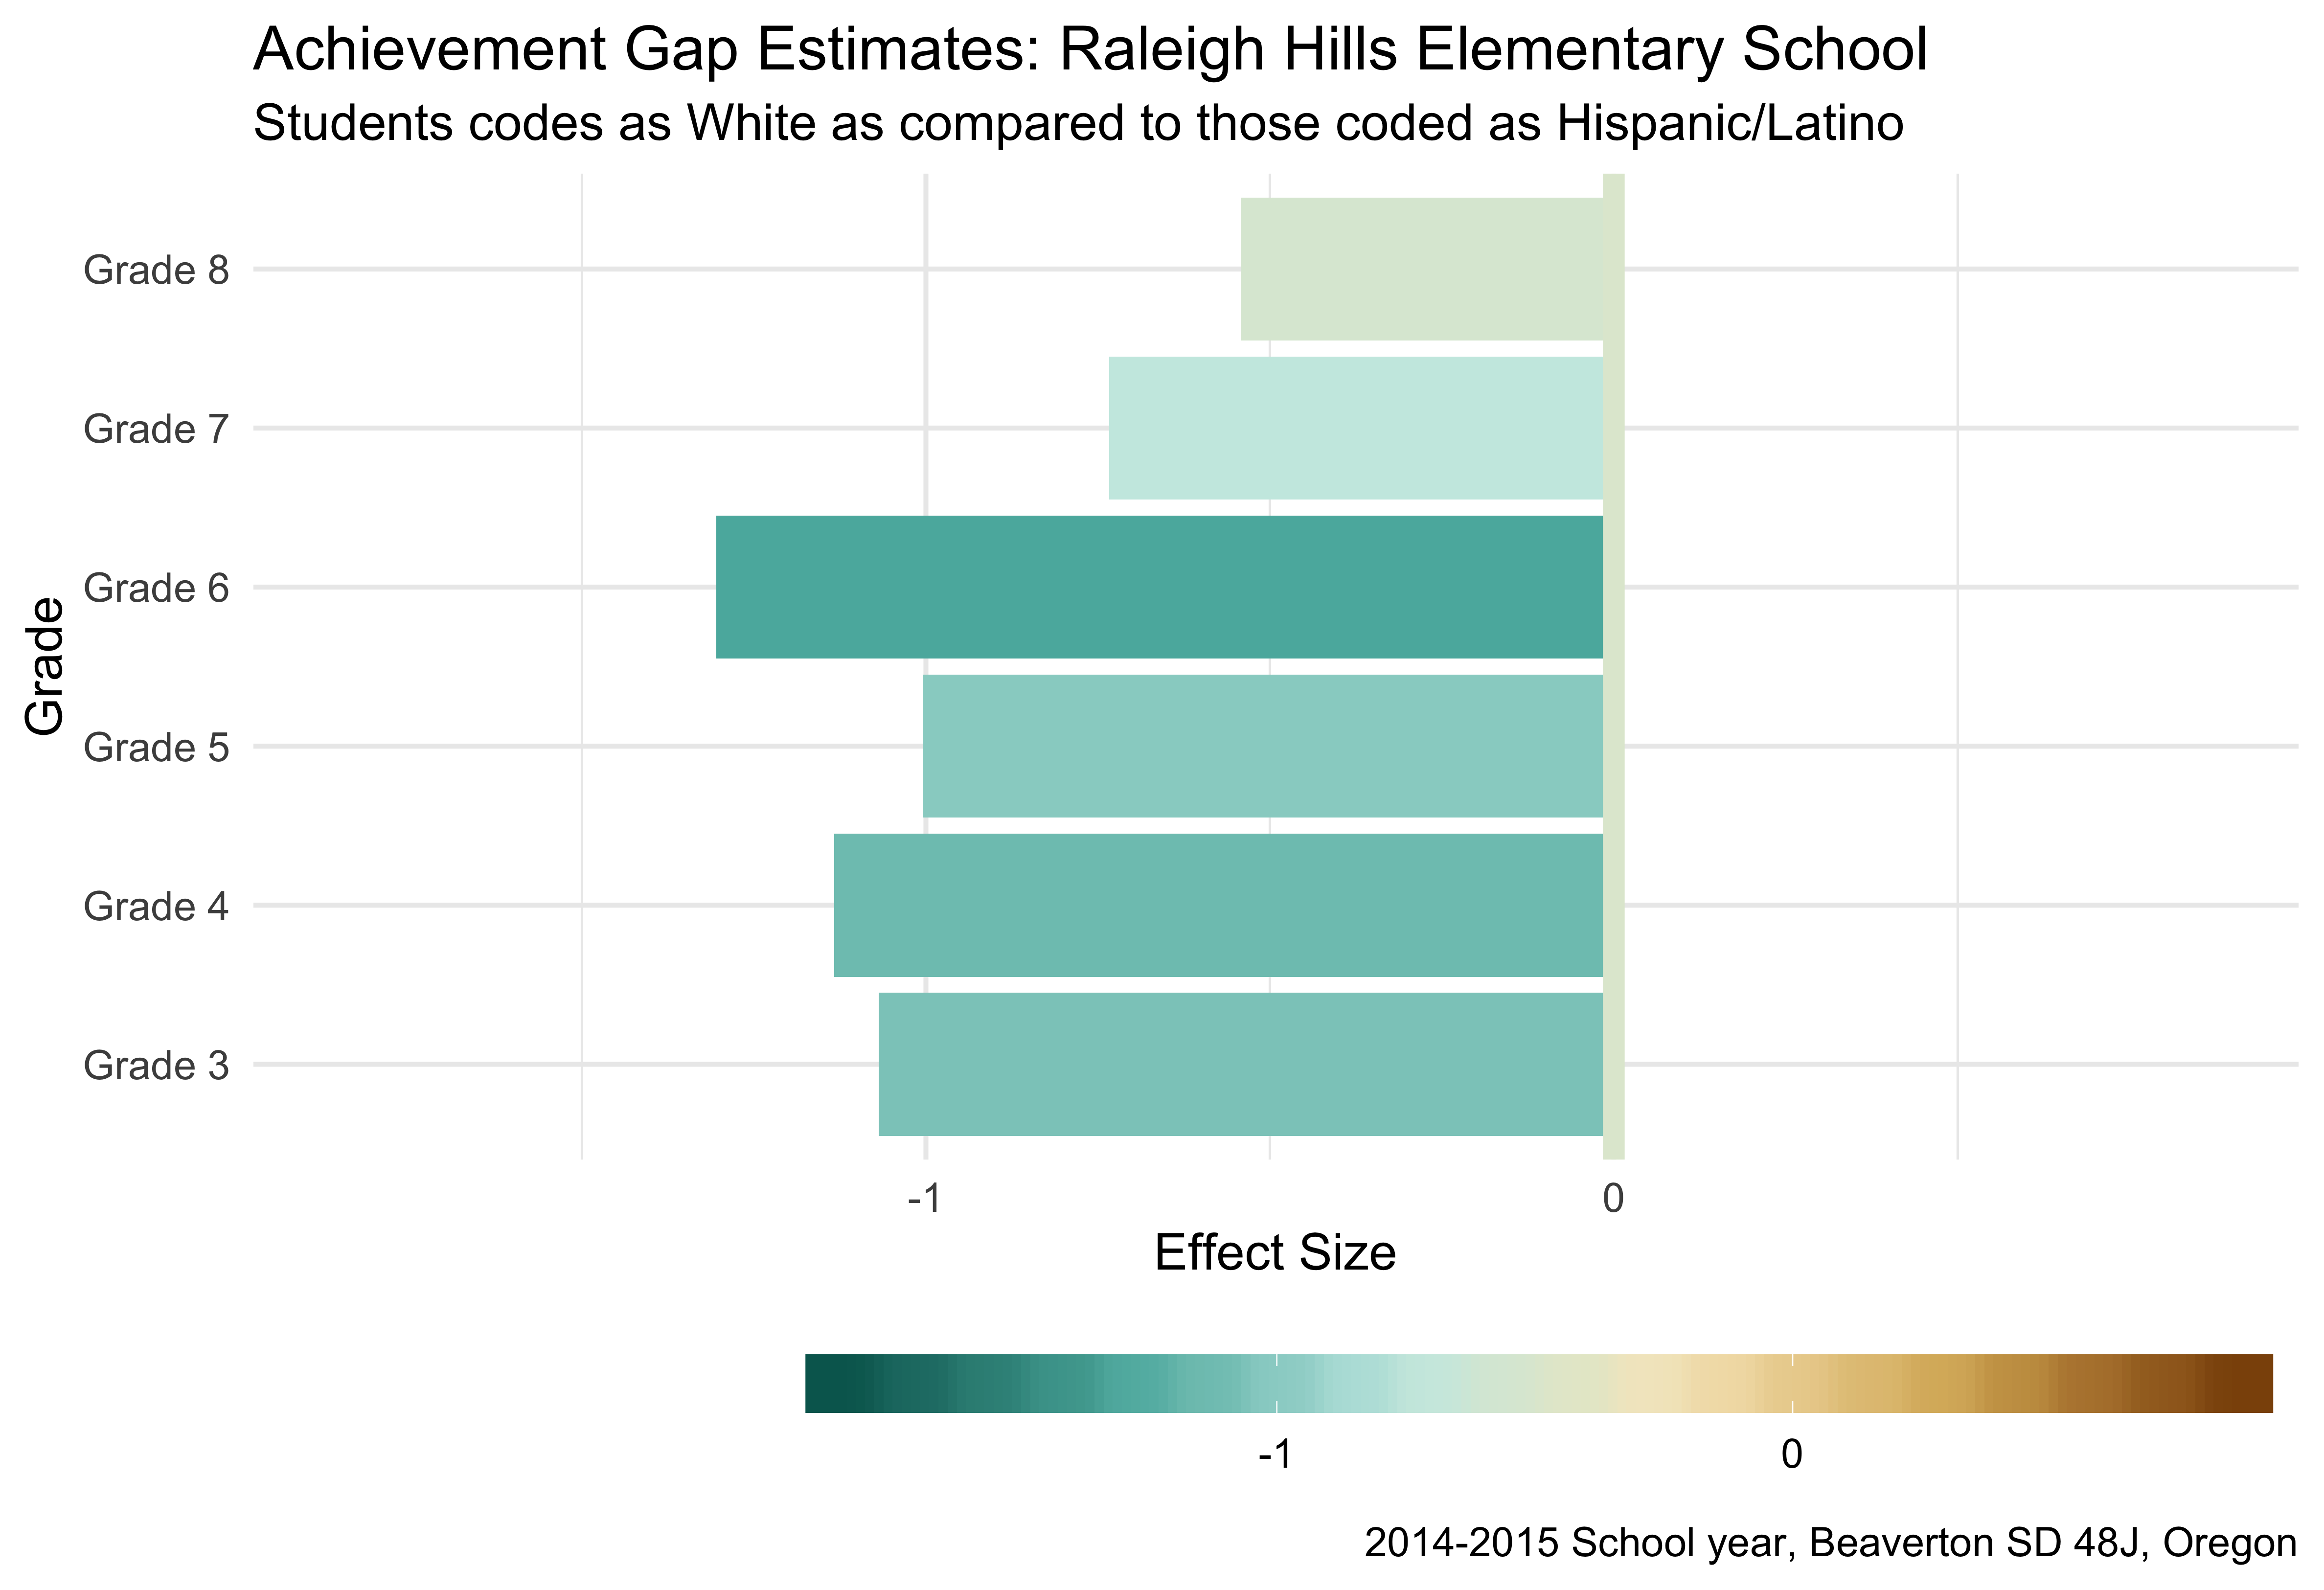 Achievement Gap Estimates: Raleigh Hills Elementary School
Students codes as White as compared to those coded as Hispanic/Latino
Grade
Grade 8
Grade 7
Grade 6
Grade 5
Grade 4
Grade 3
-1 0
Effect Size
-1 0
2014-2015 School year, Beaverton SD 48J, Oregon